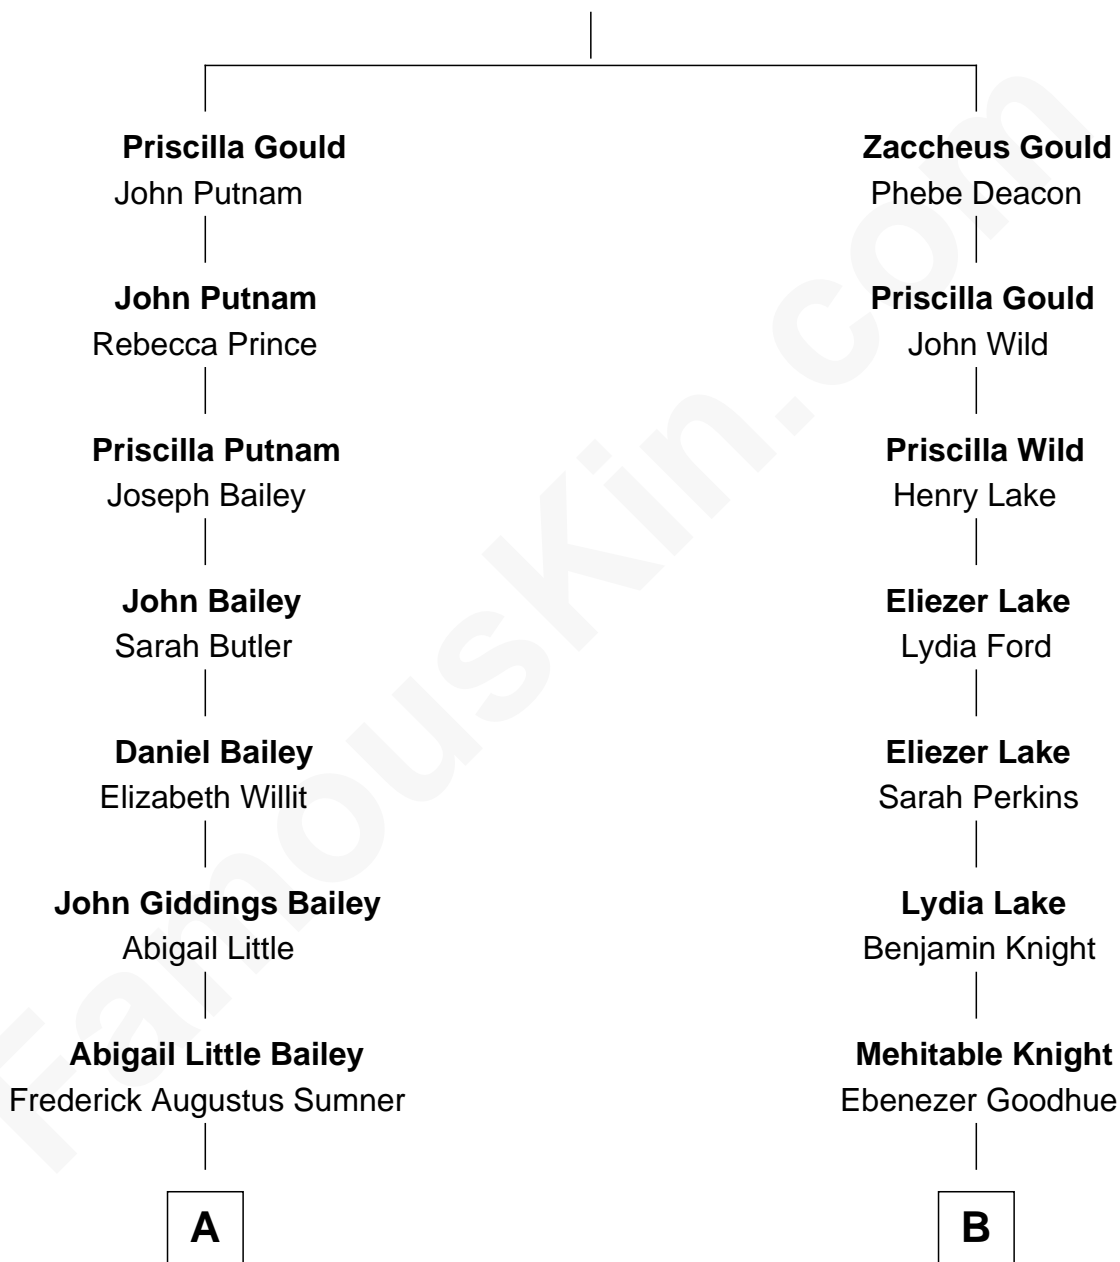 Priscilla Gould
John Putnam
John Putnam
Rebecca Prince
Priscilla Putnam
Joseph Bailey
John Bailey
Sarah Butler
Daniel Bailey
Elizabeth Willit
John Giddings Bailey
Abigail Little
Abigail Little Bailey
Frederick Augustus Sumner
A
Zaccheus Gould
Phebe Deacon
Priscilla Gould
John Wild
Priscilla Wild
Henry Lake
Eliezer Lake
Lydia Ford
Eliezer Lake
Sarah Perkins
Lydia Lake
Benjamin Knight
Mehitable Knight
Ebenezer Goodhue
B
FamousKin.com